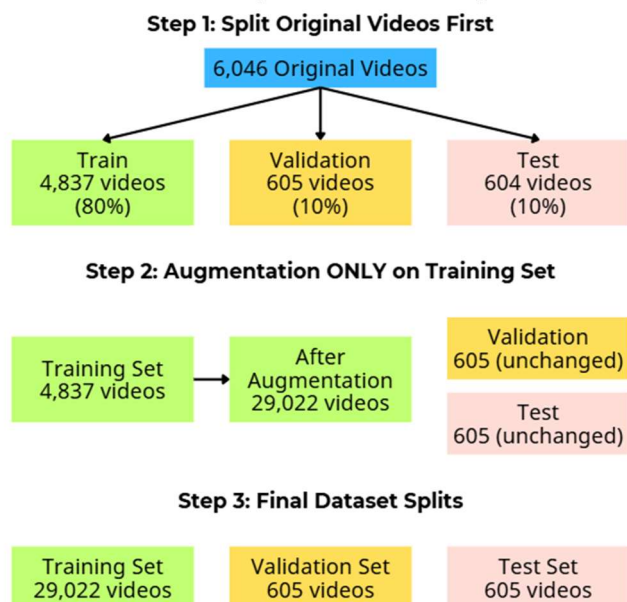 Step 1: Split Original Videos First
6,046 Original Videos
Train
4,837 videos
(80%)
Validation
605 videos
(10%)
Test
604 videos
(10%)
Step 2: Augmentation ONLY on Training Set
Training Set
4,837 videos
After
Augmentation
29,022 videos
Validation
605 (unchanged)
Test
605 (unchanged)
Step 3: Final Dataset Splits
Training Set
29,022 videos
Validation Set
605 videos
Test Set
605 videos